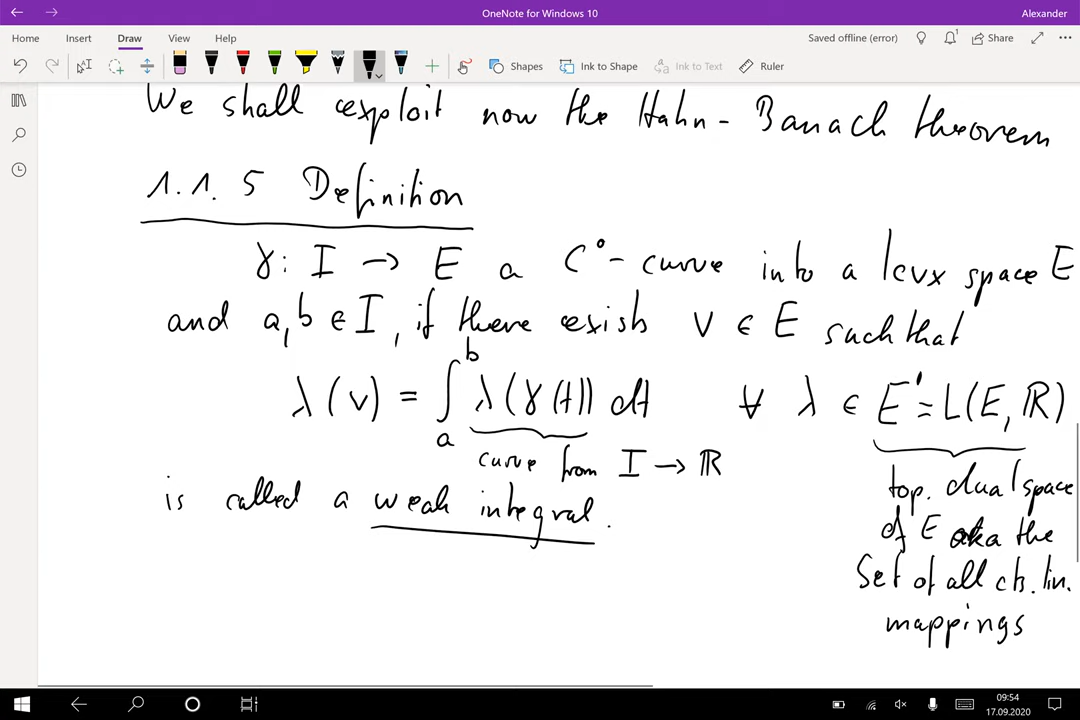 OneNote for Windows 10
Alexander
Home Insert Draw View Help
Saved offline (error) Share
Shapes Ink to Shape Ink to Text Ruler
We shall exploit now the Hahn - Banach theorem
1.1.5 Definition
γ: I → E a C⁰-curve into a lcvx space E
and a,b ∈ I, if there exists v ∈ E such that
λ(v) = ∫_a^b λ(γ(t)) dt ∀ λ ∈ E' = L(E, ℝ)
curve from I → ℝ
top. dual space
is called a weak integral.
of E aka the
Set of all cts. lin.
mappings
09:54
17.09.2020